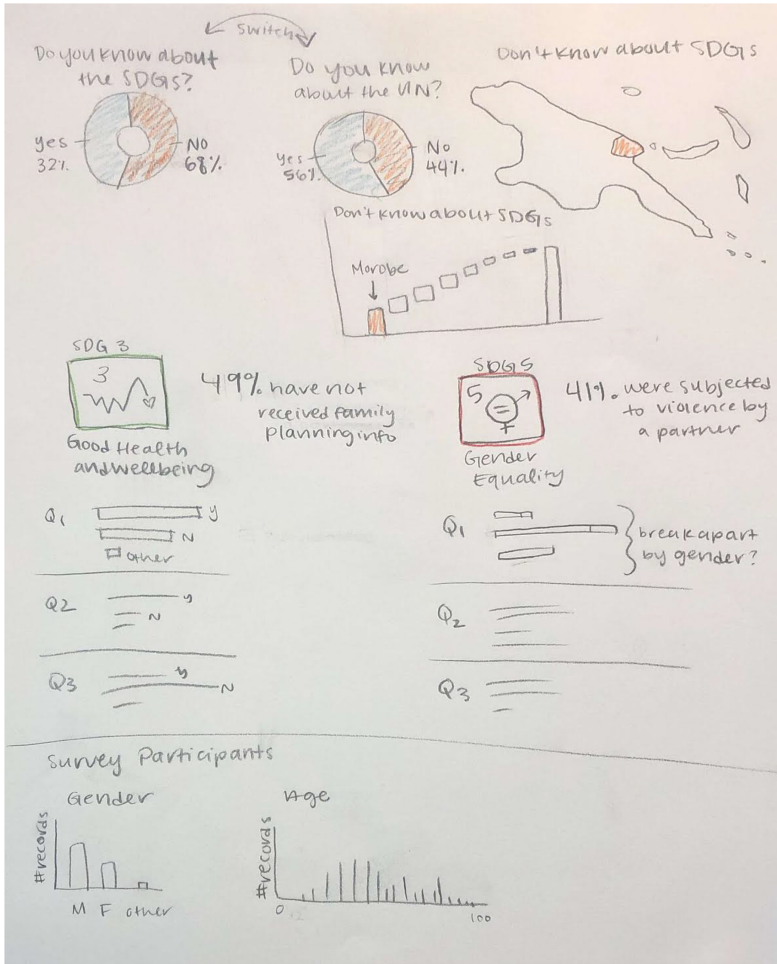 switch
Do you know about
the SDGs?
yes
32%
NO
68%
Do you know
about the UN?
yes
56%
No
44%
Don't know about SDGs
Don't know about SDGs
Morobe
SDG 3
3
49% have not
received family
planning info
Good Health
and wellbeing
SDG 5
5
41% were subjected
to violence by
a partner
Gender
Equality
Q1
Y
N
other
Q1
break apart
by gender?
Q2
y
N
Q2
Q3
y
N
Q3
Survey Participants
Gender
# records
M F other
Age
# records
0
100